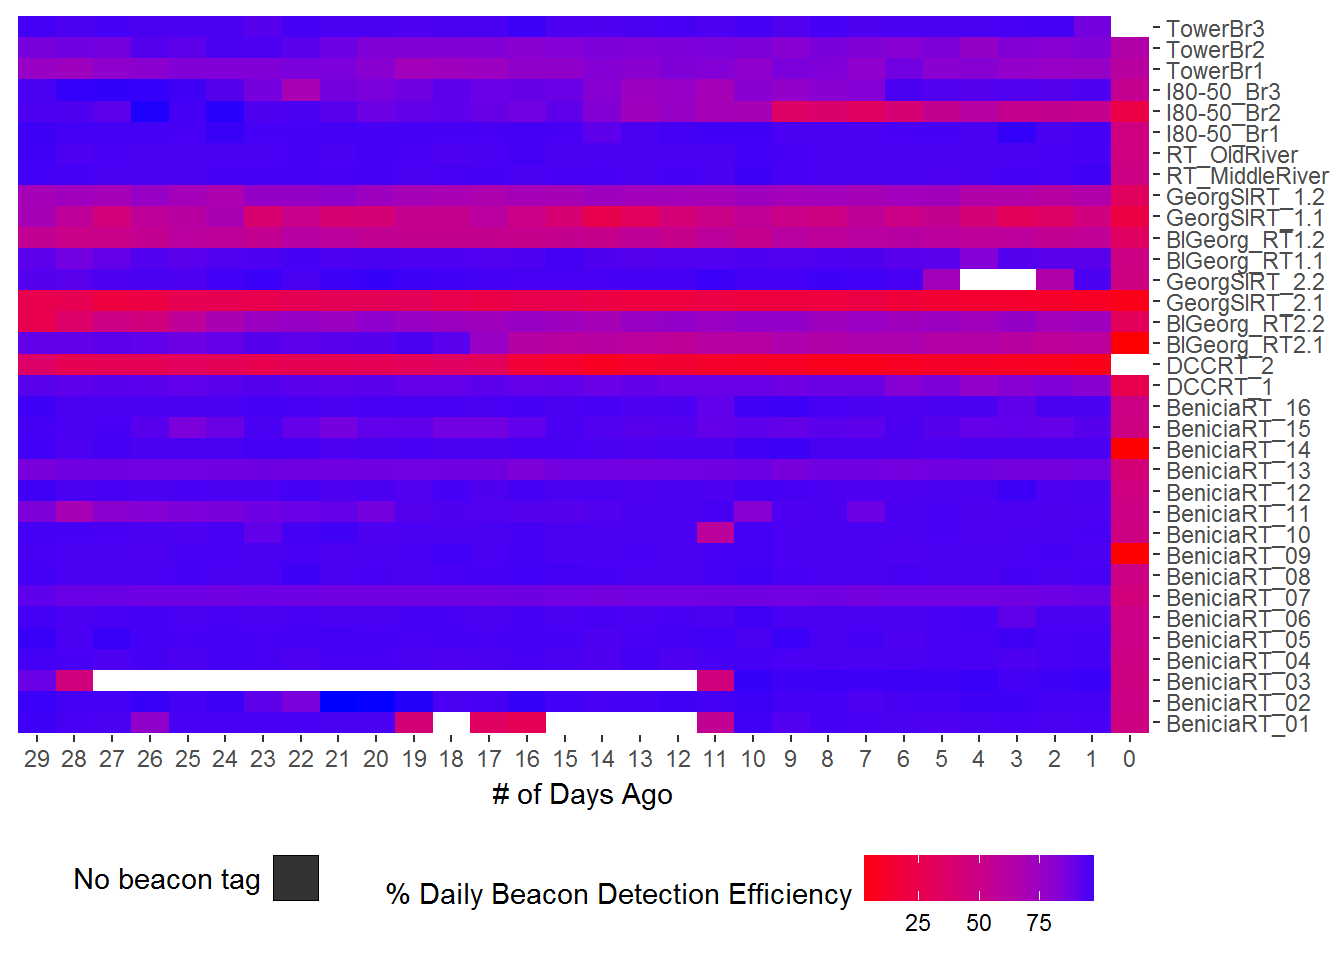 TowerBr3
TowerBr2
TowerBr1
I80-50_Br3
I80-50_Br2
I80-50_Br1
RT_OldRiver
RT_MiddleRiver
GeorgSlRT_1.2
GeorgSlRT_1.1
BlGeorg_RT1.2
BlGeorg_RT1.1
GeorgSlRT_2.2
GeorgSlRT_2.1
BlGeorg_RT2.2
BlGeorg_RT2.1
DCCRT_2
DCCRT_1
BeniciaRT_16
BeniciaRT_15
BeniciaRT_14
BeniciaRT_13
BeniciaRT_12
BeniciaRT_11
BeniciaRT_10
BeniciaRT_09
BeniciaRT_08
BeniciaRT_07
BeniciaRT_06
BeniciaRT_05
BeniciaRT_04
BeniciaRT_03
BeniciaRT_02
BeniciaRT_01
29 28 27 26 25 24 23 22 21 20 19 18 17 16 15 14 13 12 11 10 9 8 7 6 5 4 3 2 1 0
# of Days Ago
No beacon tag
% Daily Beacon Detection Efficiency
25 50 75